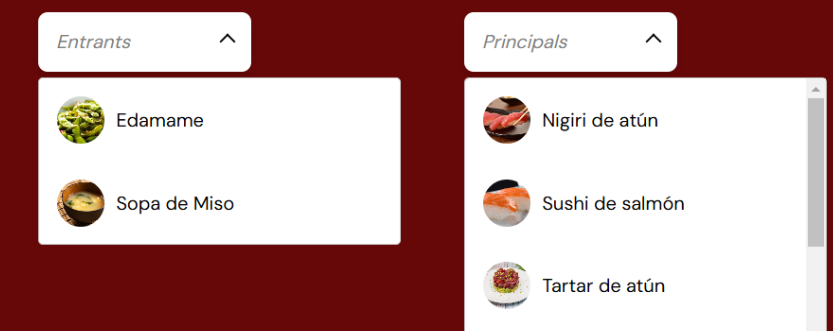 Entrants
Edamame
Sopa de Miso
Principals
Nigiri de atún
Sushi de salmón
Tartar de atún